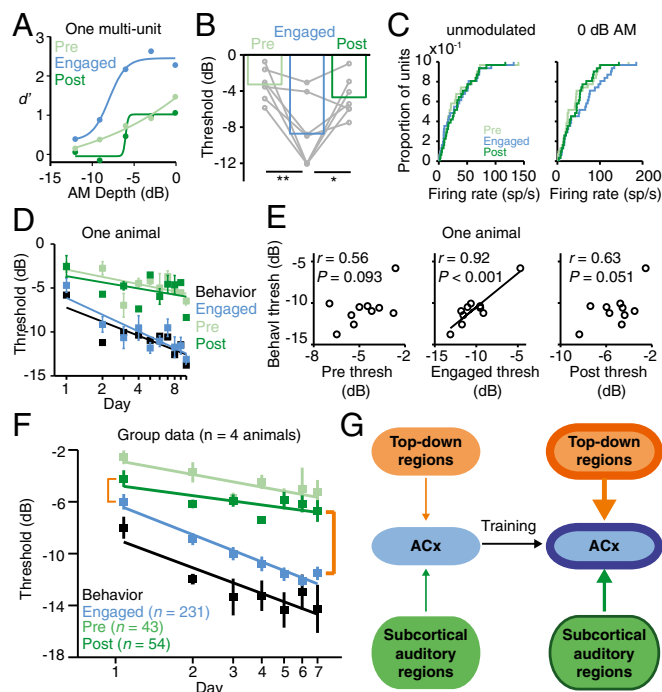 A
One multi-unit
Pre
Engaged
Post
d'
2
1
0
-12
-8
-4
0
AM Depth (dB)
B
Engaged
Pre
Post
Threshold (dB)
0
-4
-8
-12
**
*
C
unmodulated
0 dB AM
Proportion of units
×10⁻¹
10
8
6
4
2
0
Pre
Engaged
Post
0 50 100 150
0 100 200
Firing rate (sp/s)
Firing rate (sp/s)
D
One animal
Threshold (dB)
0
-5
-10
-15
Behavior
Engaged
Pre
Post
1 2 4 6 8
Day
E
One animal
Behavl thresh (dB)
-5
-10
-15
r = 0.56
P = 0.093
r = 0.92
P < 0.001
r = 0.63
P = 0.051
-8 -5 -2
-15 -10 -5
-10 -6 -2
Pre thresh
(dB)
Engaged thresh
(dB)
Post thresh
(dB)
F
Group data (n = 4 animals)
Threshold (dB)
-2
-6
-10
-14
Behavior
Engaged (n = 231)
Pre (n = 43)
Post (n = 54)
1 2 3 4 5 6 7
Day
G
Top-down
regions
Top-down
regions
ACx
Training
ACx
Subcortical
auditory
regions
Subcortical
auditory
regions